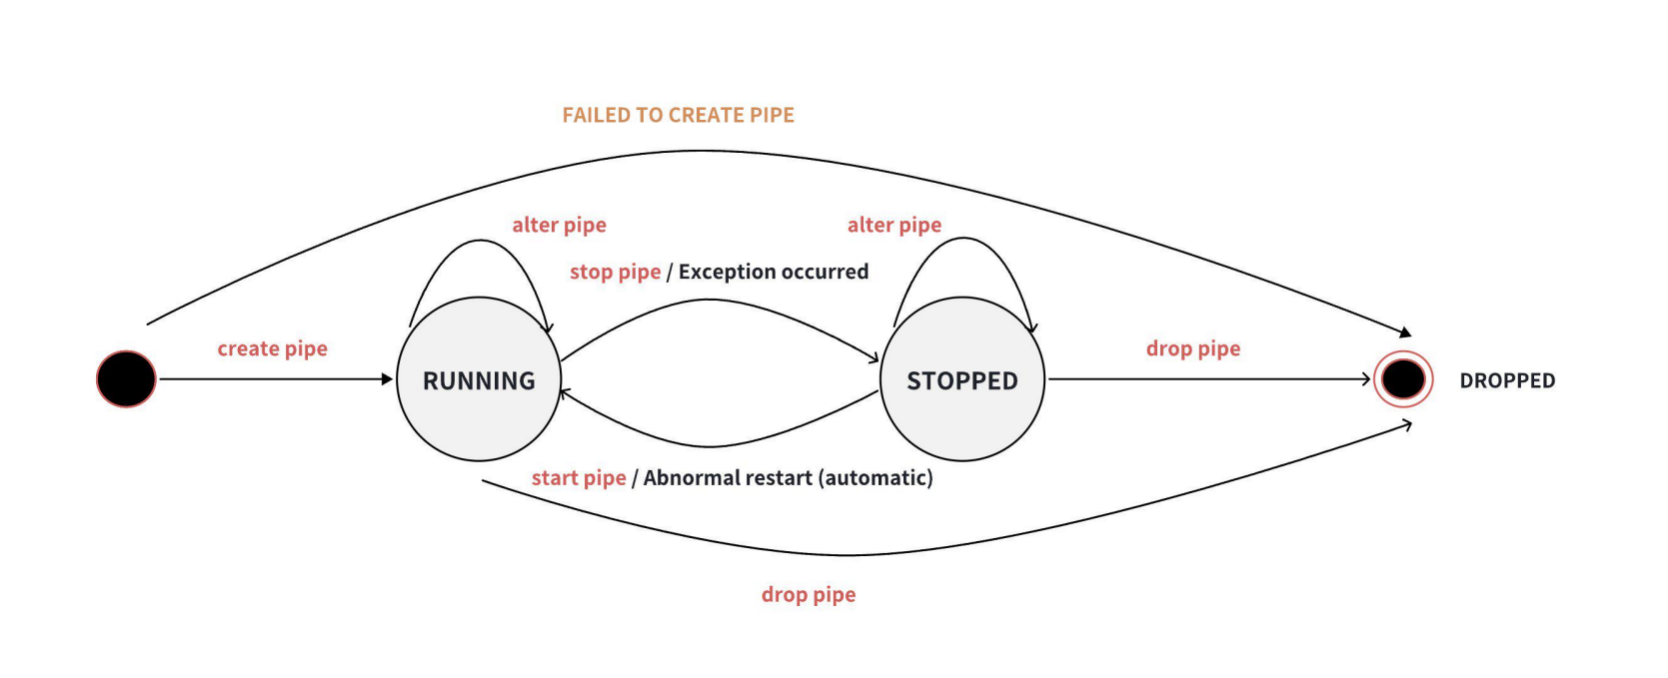 FAILED TO CREATE PIPE
alter pipe
alter pipe
stop pipe / Exception occurred
create pipe
drop pipe
RUNNING
STOPPED
DROPPED
start pipe / Abnormal restart (automatic)
drop pipe